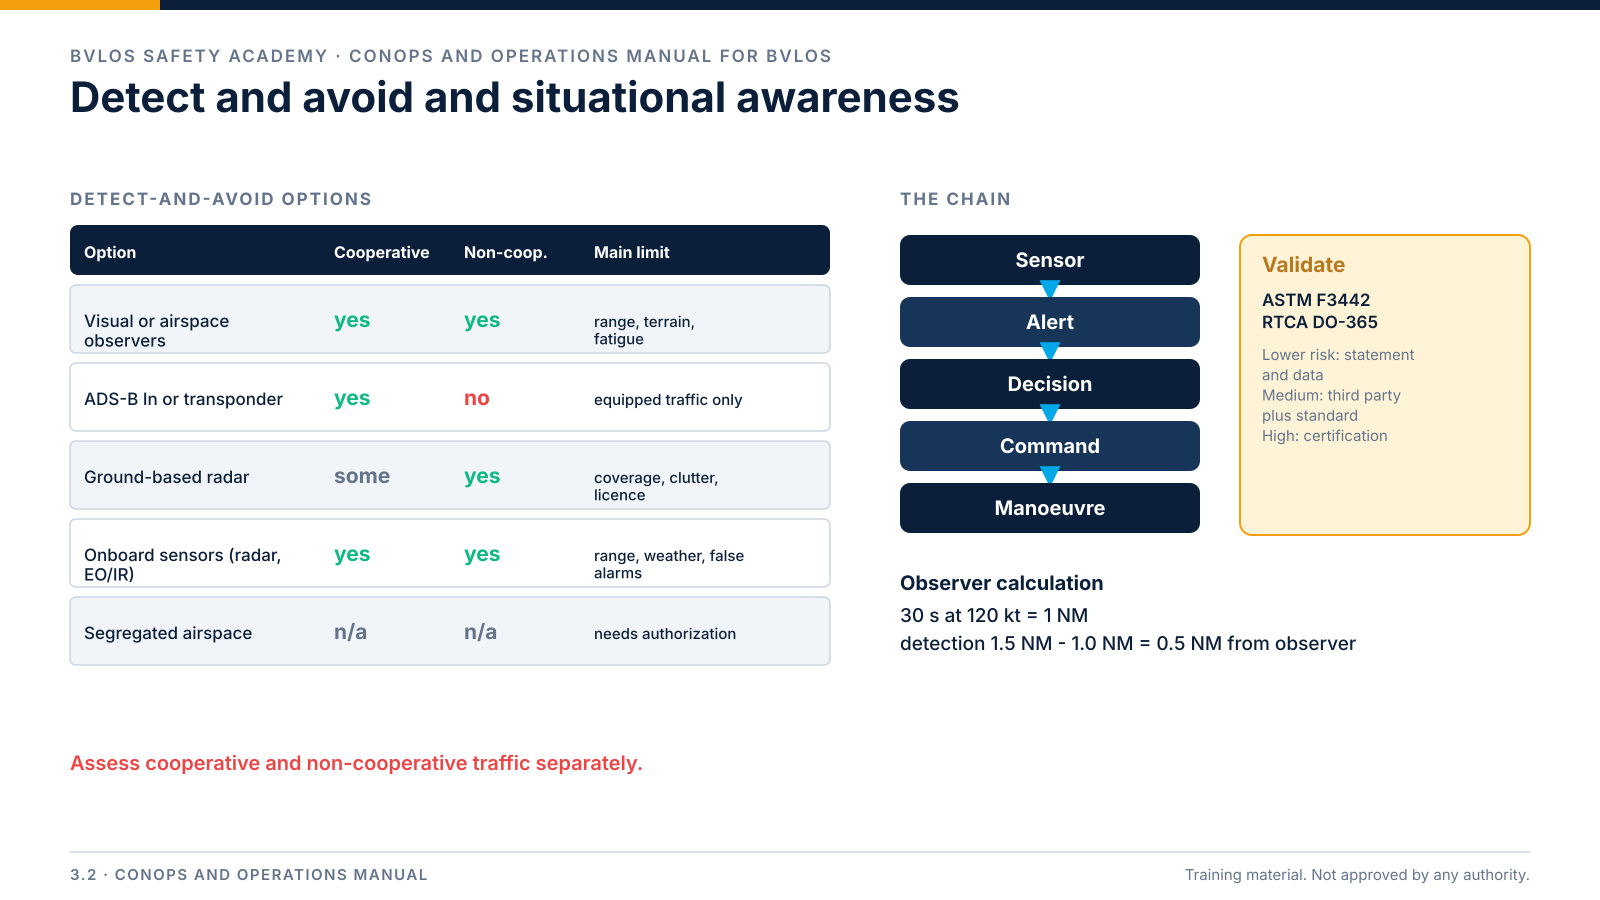 BVLOS SAFETY ACADEMY · CONOPS AND OPERATIONS MANUAL FOR BVLOS
Detect and avoid and situational awareness
DETECT-AND-AVOID OPTIONS
Option Cooperative Non-coop. Main limit
Visual or airspace observers yes yes range, terrain, fatigue
ADS-B In or transponder yes no equipped traffic only
Ground-based radar some yes coverage, clutter, licence
Onboard sensors (radar, EO/IR) yes yes range, weather, false alarms
Segregated airspace n/a n/a needs authorization
THE CHAIN
Sensor
Alert
Decision
Command
Manoeuvre
Validate
ASTM F3442
RTCA DO-365
Lower risk: statement
and data
Medium: third party
plus standard
High: certification
Observer calculation
30 s at 120 kt = 1 NM
detection 1.5 NM - 1.0 NM = 0.5 NM from observer
Assess cooperative and non-cooperative traffic separately.
3.2 · CONOPS AND OPERATIONS MANUAL
Training material. Not approved by any authority.